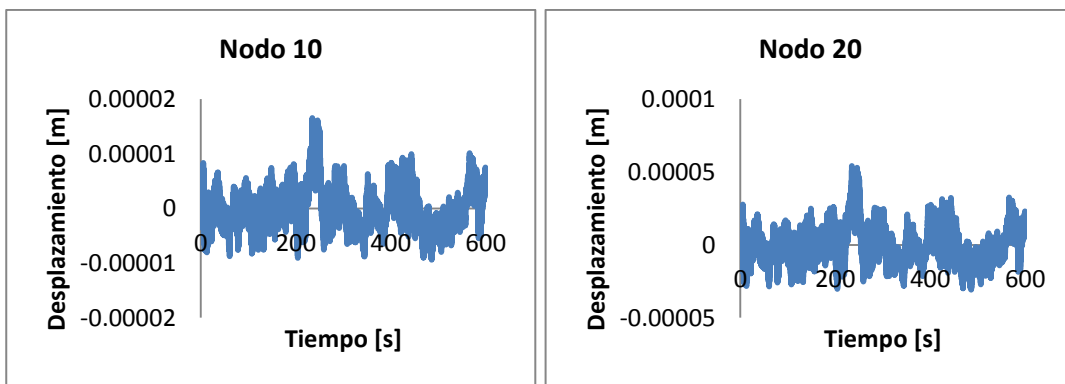 Nodo 10
Desplazamiento [m]
0.00002
0.00001
0
-0.00001
-0.00002
0
200
400
600
Tiempo [s]
Nodo 20
Desplazamiento [m]
0.0001
0.00005
0
-0.00005
0
200
400
600
Tiempo [s]